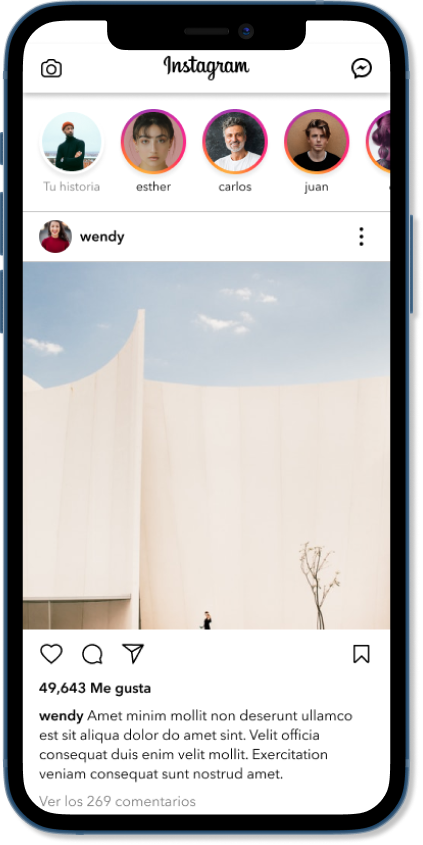 Instagram
Tu historia
esther
carlos
juan
wendy
49,643 Me gusta
wendy Amet minim mollit non deserunt ullamco
est sit aliqua dolor do amet sint. Velit officia
consequat duis enim velit mollit. Exercitation
veniam consequat sunt nostrud amet.
Ver los 269 comentarios